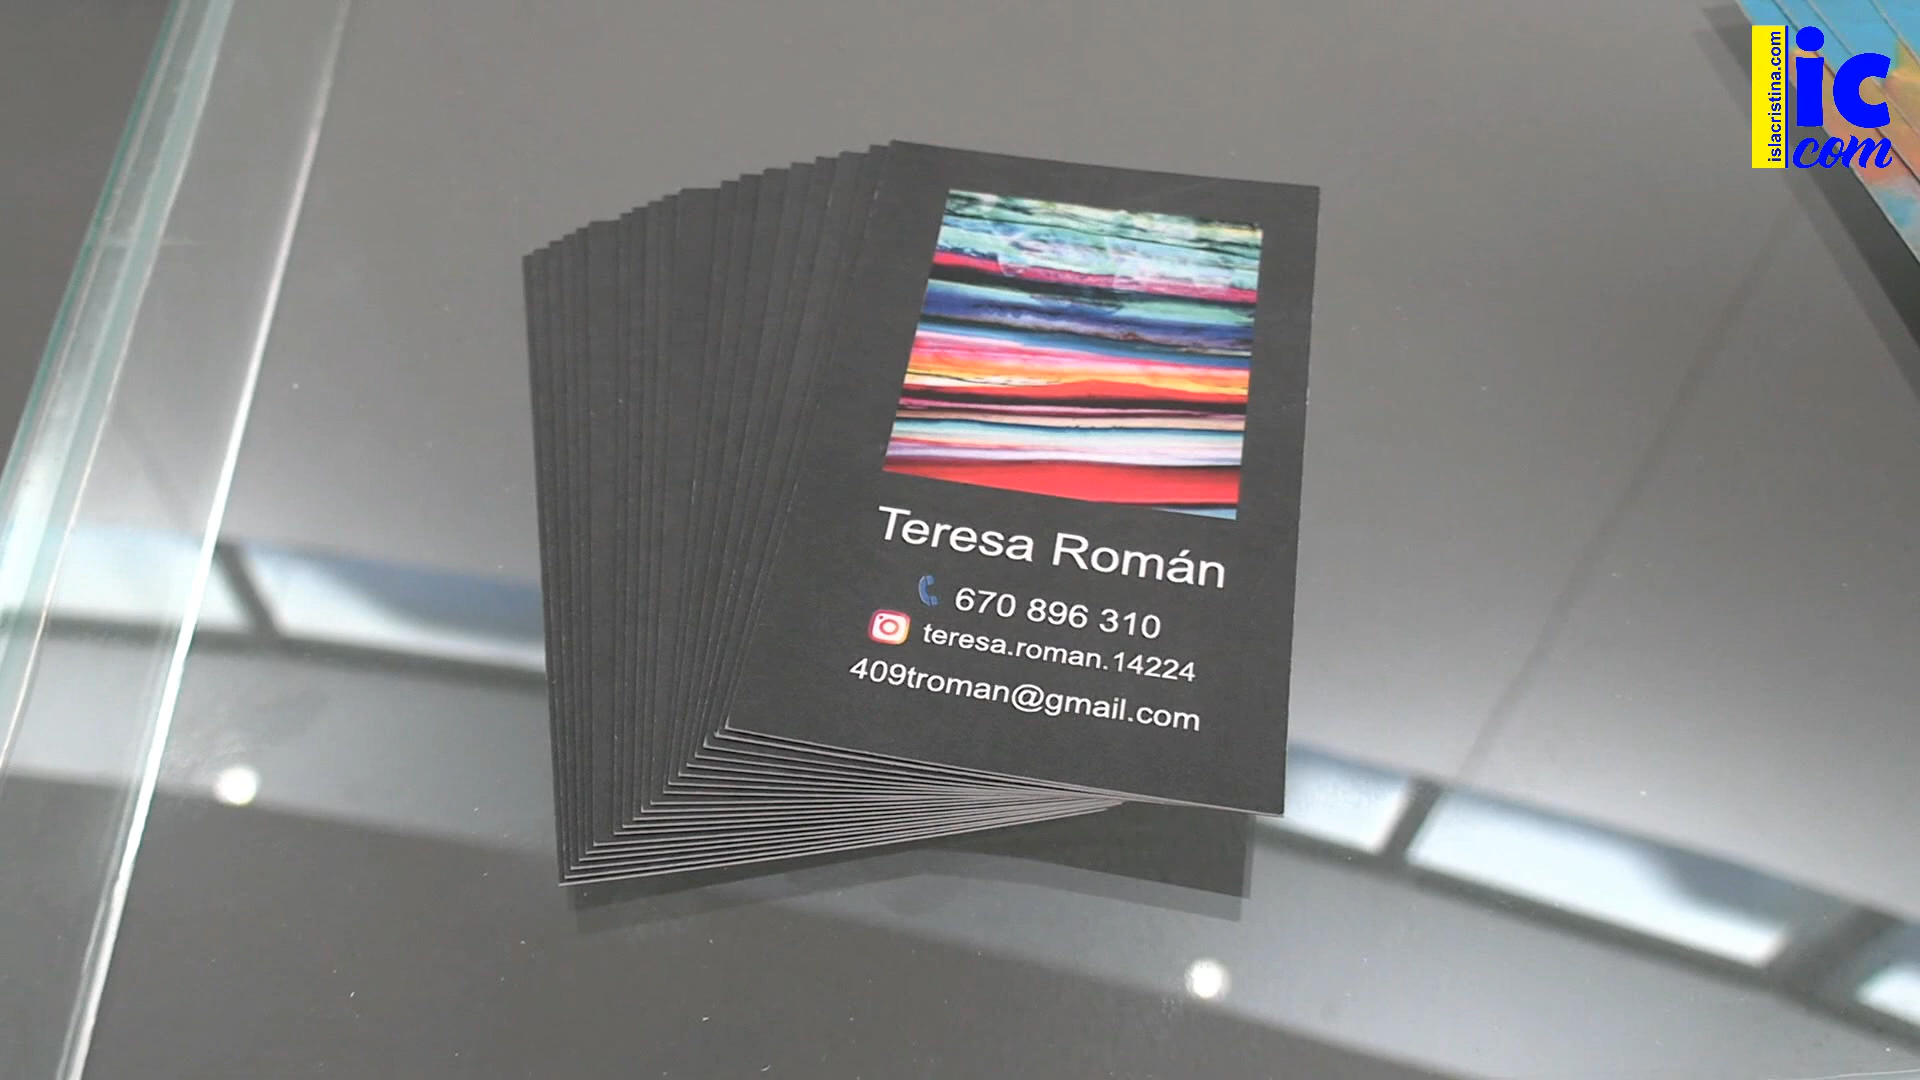 islacristina.com
ic
com
Teresa Román
670 896 310
teresa.roman.14224
409troman@gmail.com